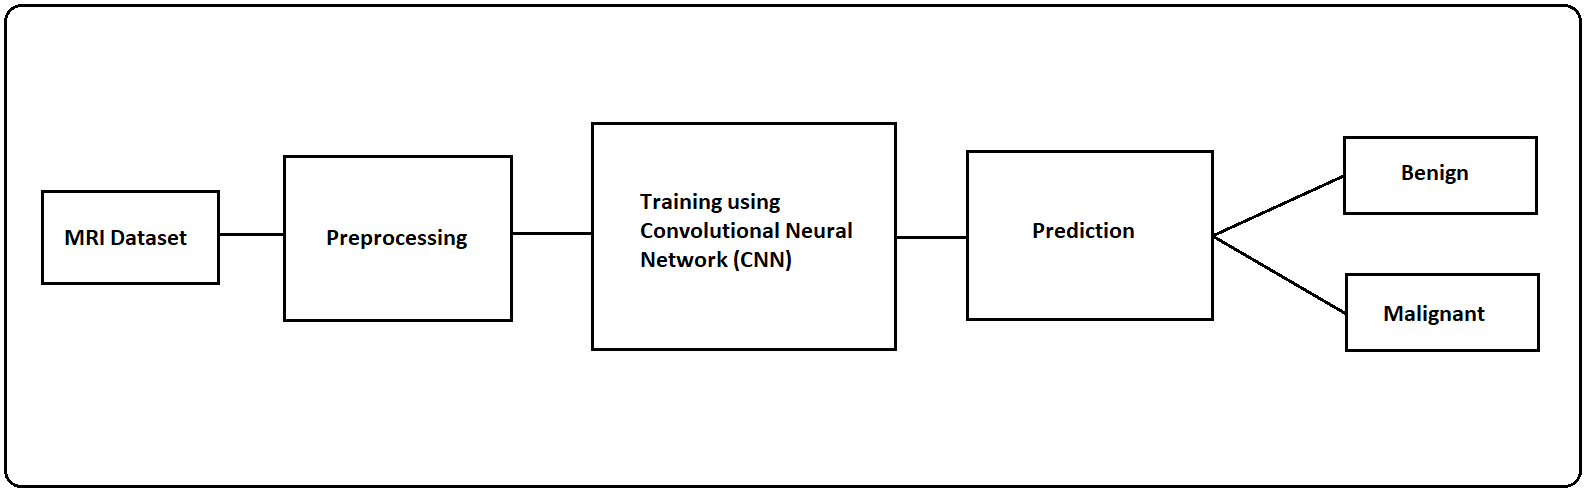 MRI Dataset
Preprocessing
Training using
Convolutional Neural
Network (CNN)
Prediction
Benign
Malignant